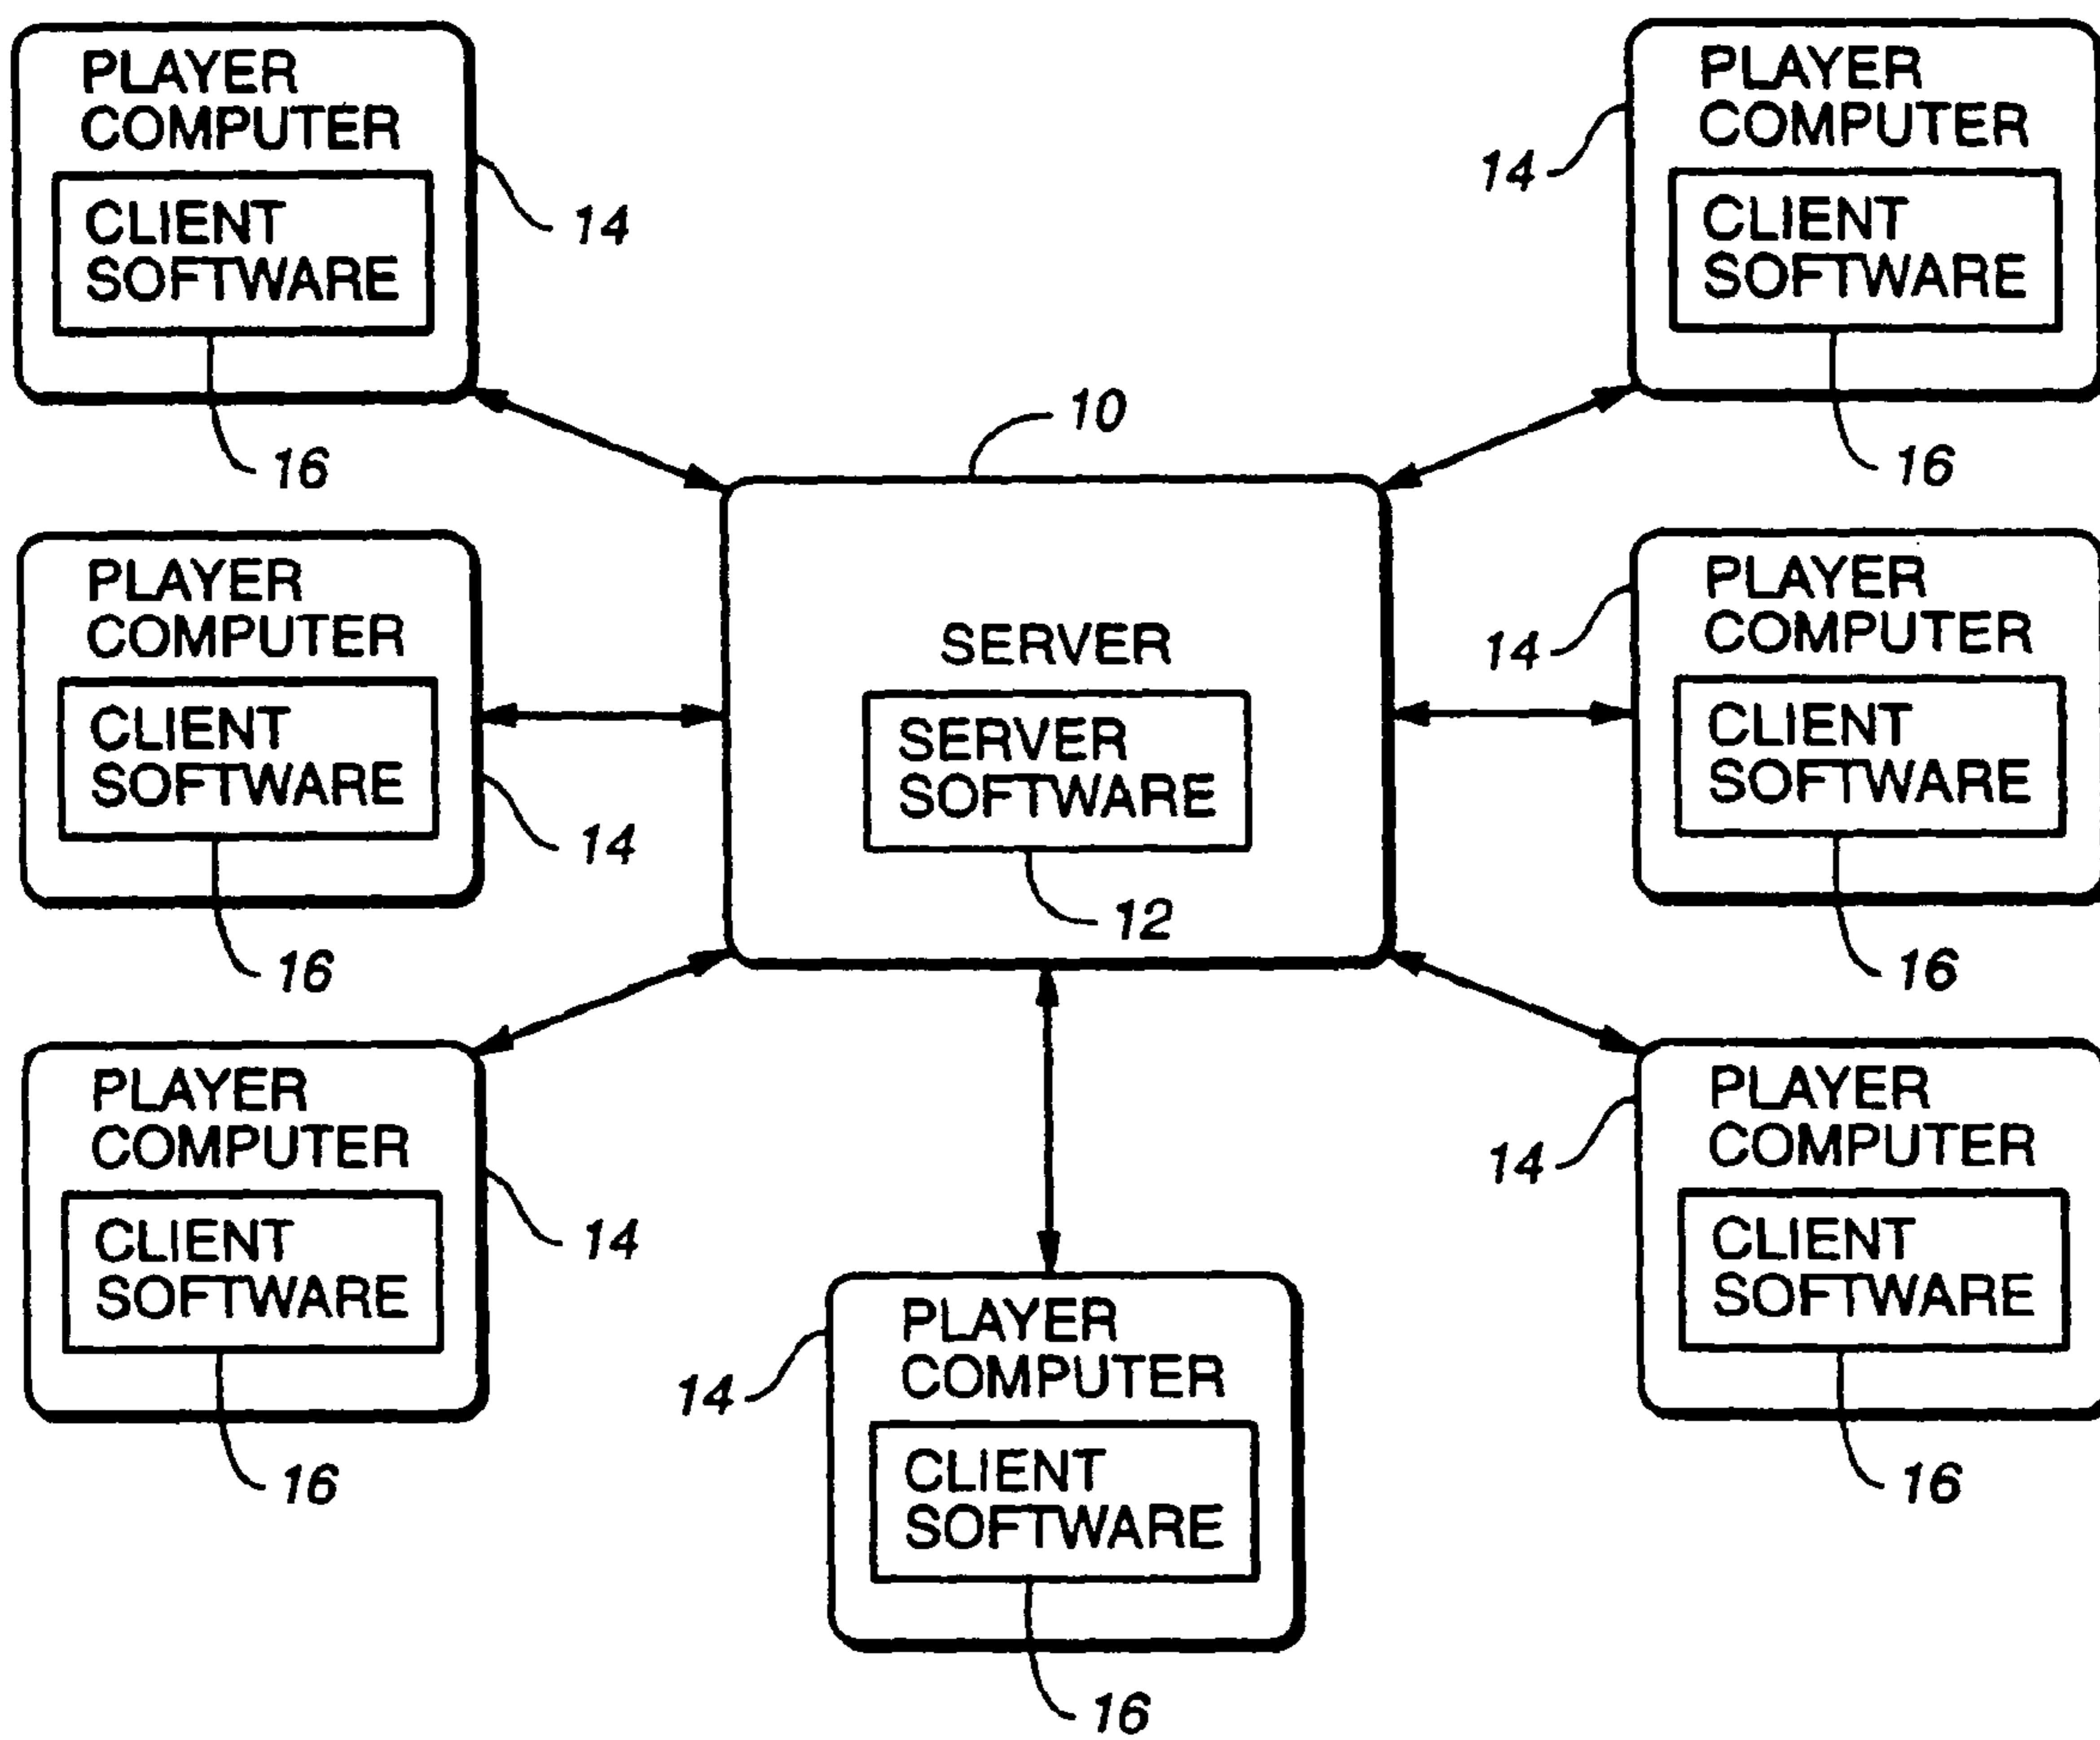 PLAYER
COMPUTER
CLIENT
SOFTWARE
14
16
PLAYER
COMPUTER
14
CLIENT
SOFTWARE
16
10
PLAYER
COMPUTER
CLIENT
SOFTWARE
14
16
SERVER
SERVER
SOFTWARE
12
PLAYER
COMPUTER
14
CLIENT
SOFTWARE
16
PLAYER
COMPUTER
CLIENT
SOFTWARE
14
16
PLAYER
COMPUTER
14
CLIENT
SOFTWARE
16
PLAYER
COMPUTER
14
CLIENT
SOFTWARE
16